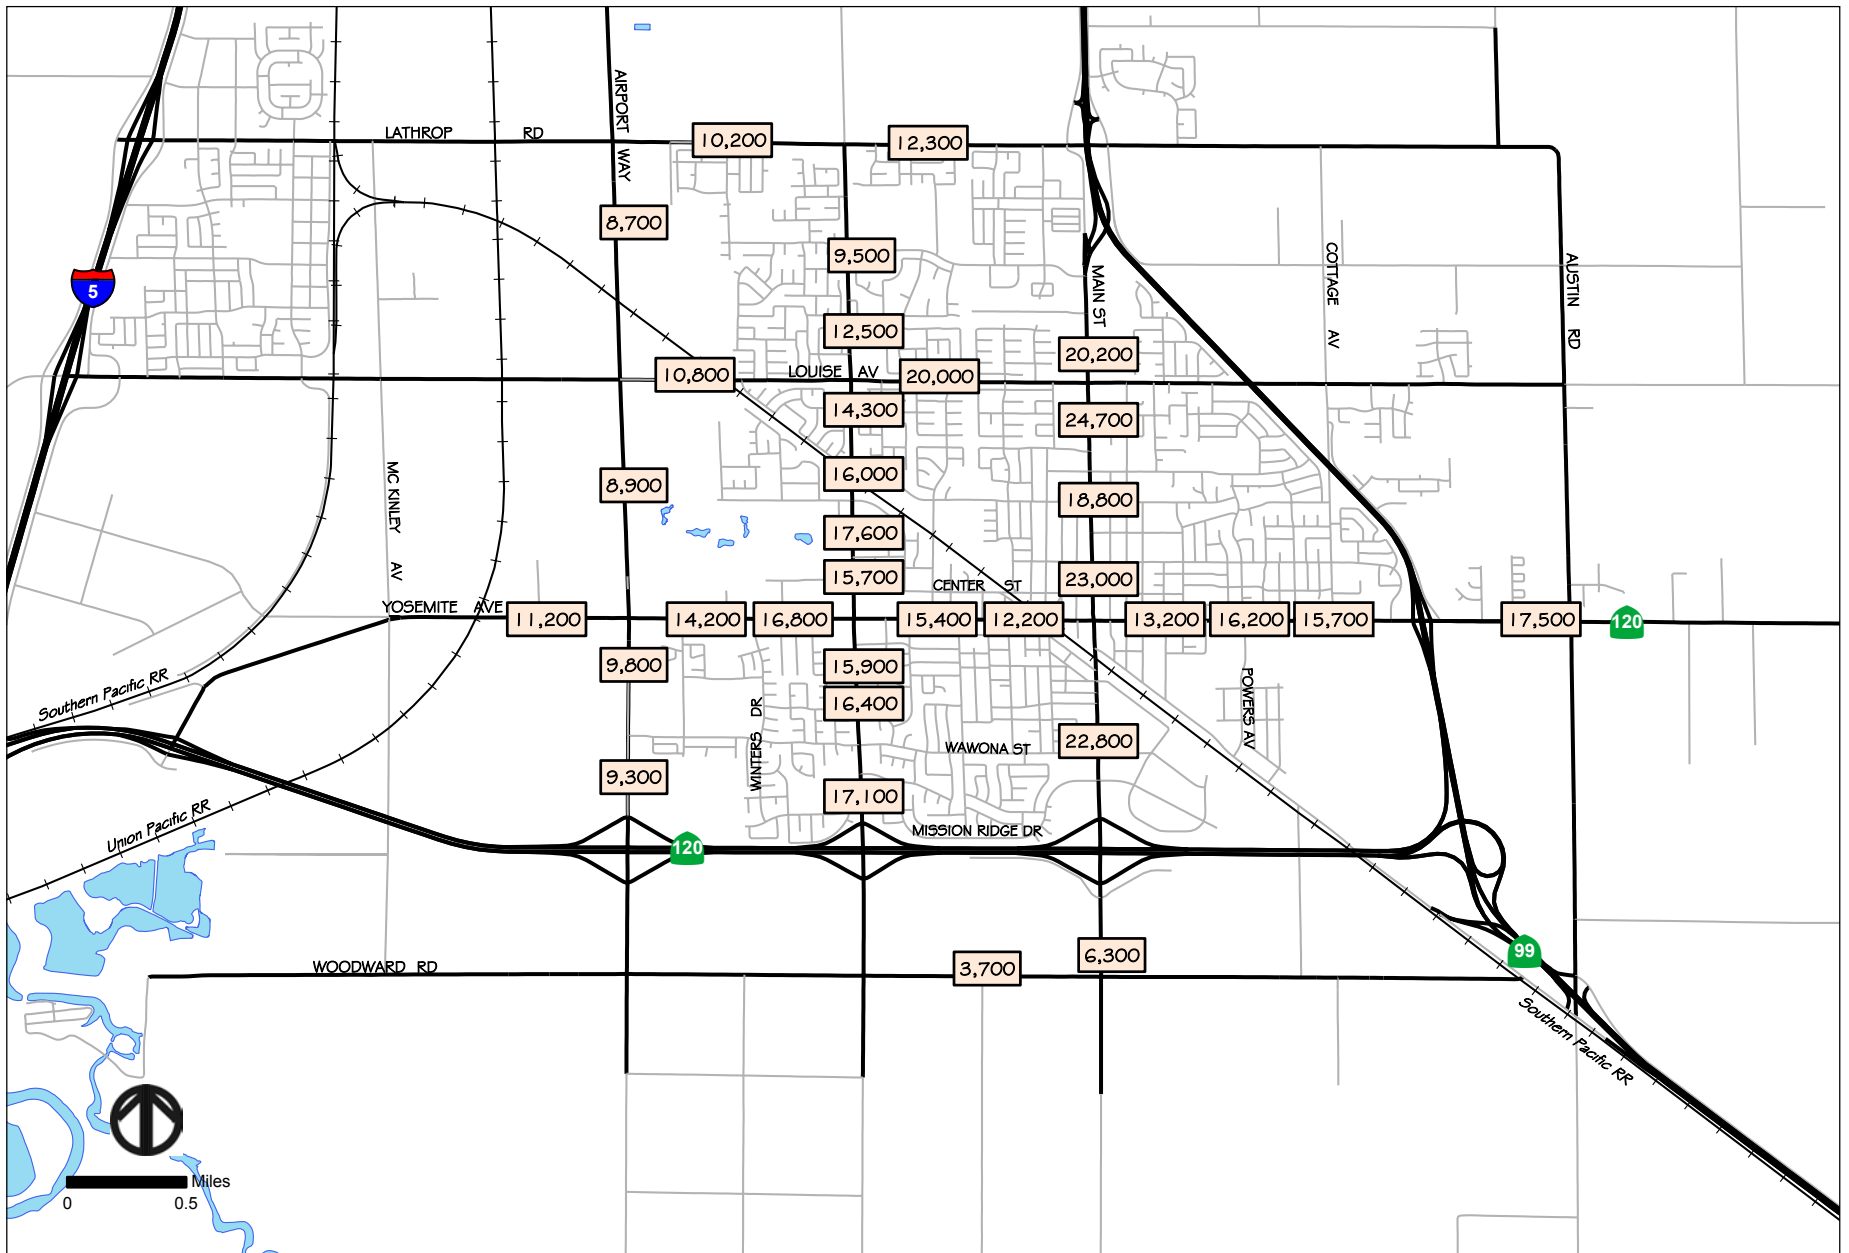 LATHROP RD
AIRPORT WAY
10,200
12,300
8,700
9,500
5
MAIN ST
COTTAGE AV
AUSTIN RD
12,500
20,200
10,800
LOUISE AV
20,000
14,300
24,700
MC KINLEY AV
16,000
8,900
18,800
17,600
15,700
CENTER ST
23,000
YOSEMITE AVE
11,200
14,200
16,800
15,400
12,200
13,200
16,200
15,700
17,500
120
9,800
15,900
POWERS AV
Southern Pacific RR
16,400
WINTERS DR
WAWONA ST
22,800
9,300
17,100
Union Pacific RR
MISSION RIDGE DR
120
99
WOODWARD RD
3,700
6,300
Southern Pacific RR
Miles
0 0.5